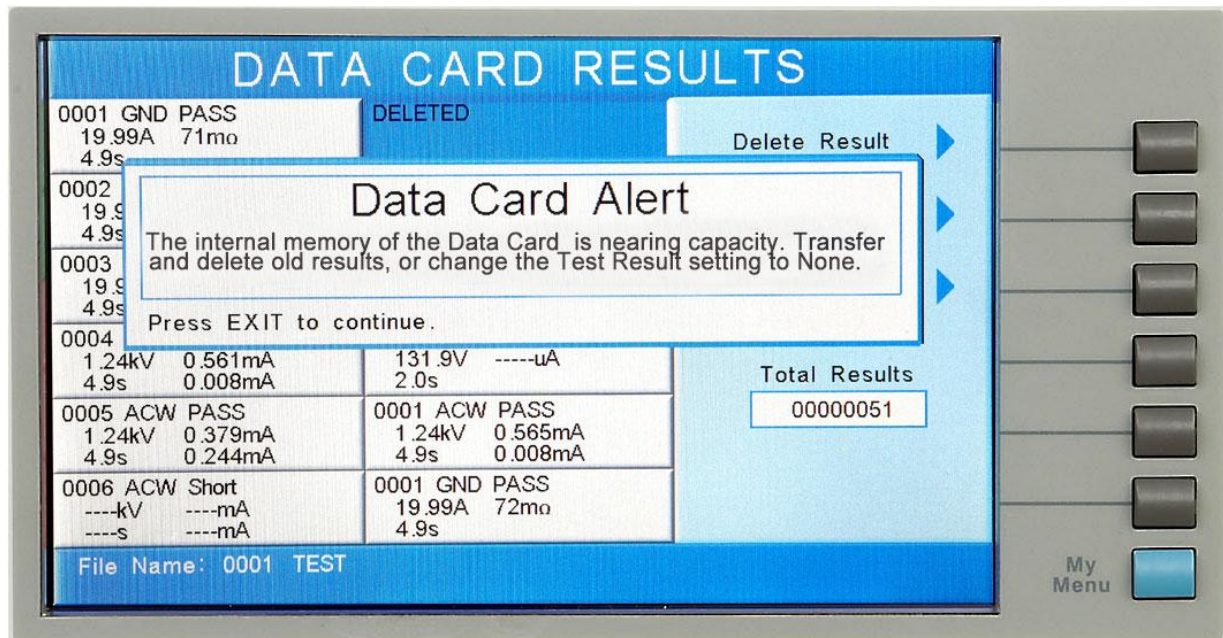 DATA CARD RESULTS
0001 GND PASS
19.99A 71mΩ
4.9s
DELETED
Delete Result
0002
19.9
4.9s
0003
19.9
4.9s
Data Card Alert
The internal memory of the Data Card is nearing capacity. Transfer
and delete old results, or change the Test Result setting to None.
Press EXIT to continue.
0004
1.24kV 0.561mA
4.9s 0.008mA
131.9V -----uA
2.0s
Total Results
00000051
0005 ACW PASS
1.24kV 0.379mA
4.9s 0.244mA
0001 ACW PASS
1.24kV 0.565mA
4.9s 0.008mA
0006 ACW Short
----kV ----mA
----s ----mA
0001 GND PASS
19.99A 72mΩ
4.9s
File Name: 0001 TEST
My
Menu